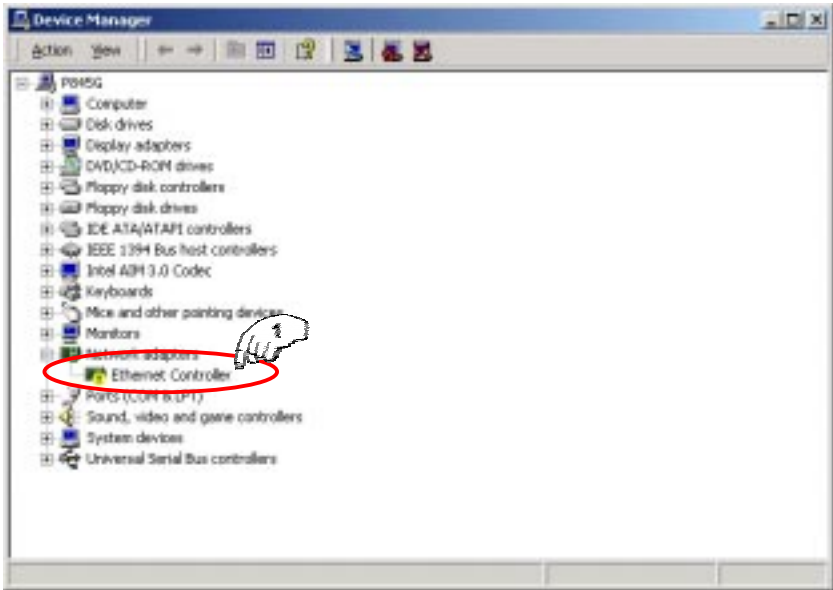 Device Manager
Action View
P845G
Computer
Disk drives
Display adapters
DVD/CD-ROM drives
Floppy disk controllers
Floppy disk drives
IDE ATA/ATAPI controllers
IEEE 1394 Bus host controllers
Intel AIM 3.0 Codec
Keyboards
Mice and other pointing devices
1
Monitors
Network adapters
Ethernet Controller
Ports (COM & LPT)
Sound, video and game controllers
System devices
Universal Serial Bus controllers